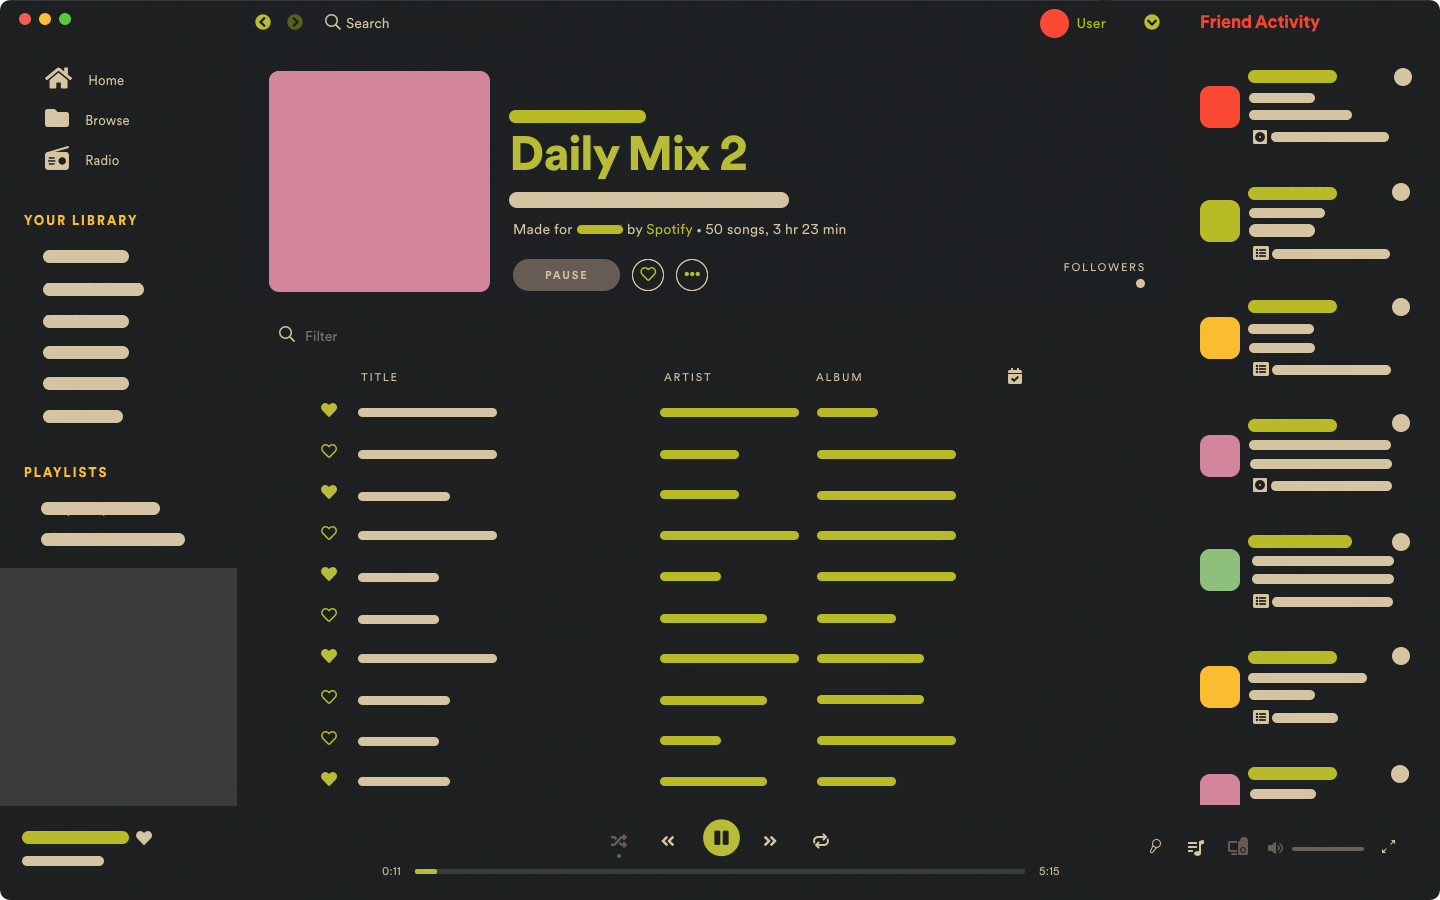 Search
User
Friend Activity
Home
Browse
Radio
YOUR LIBRARY
PLAYLISTS
Daily Mix 2
Made for by Spotify • 50 songs, 3 hr 23 min
PAUSE
FOLLOWERS
Filter
TITLE ARTIST ALBUM
0:11 5:15